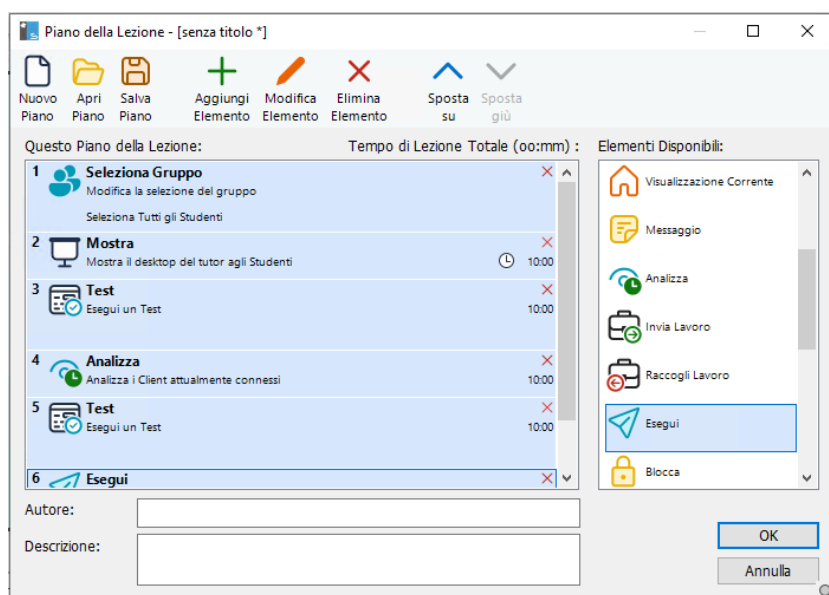 Piano della Lezione - [senza titolo *]
Nuovo Piano
Apri Piano
Salva Piano
Aggiungi Elemento
Modifica Elemento
Elimina Elemento
Sposta su
Sposta giù
Questo Piano della Lezione:
Tempo di Lezione Totale (oo:mm) :
Elementi Disponibili:
1 Seleziona Gruppo
Modifica la selezione del gruppo
Seleziona Tutti gli Studenti
2 Mostra
Mostra il desktop del tutor agli Studenti
10:00
3 Test
Esegui un Test
10:00
4 Analizza
Analizza i Client attualmente connessi
10:00
5 Test
Esegui un Test
10:00
6 Esegui
Visualizzazione Corrente
Messaggio
Analizza
Invia Lavoro
Raccogli Lavoro
Esegui
Blocca
Autore:
Descrizione:
OK
Annulla